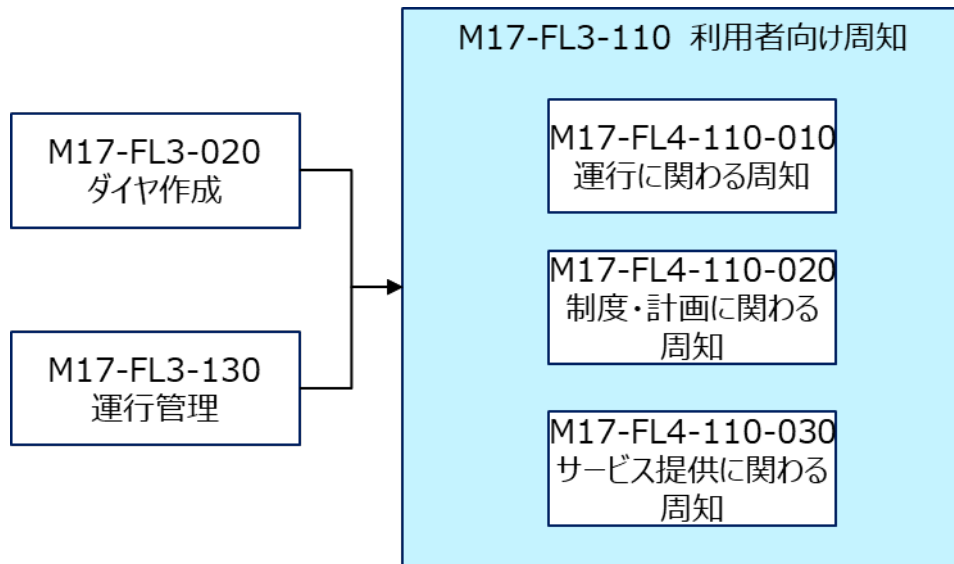 M17-FL3-110 利用者向け周知
M17-FL3-020
ダイヤ作成
M17-FL3-130
運行管理
M17-FL4-110-010
運行に関わる周知
M17-FL4-110-020
制度・計画に関わる
周知
M17-FL4-110-030
サービス提供に関わる
周知